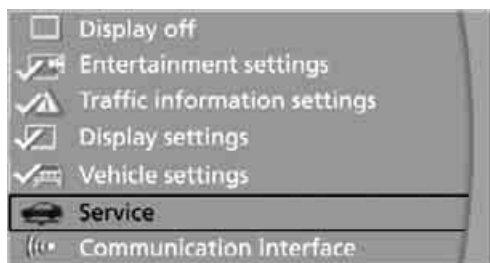 Display off
Entertainment settings
Traffic information settings
Display settings
Vehicle settings
Service
Communication interface